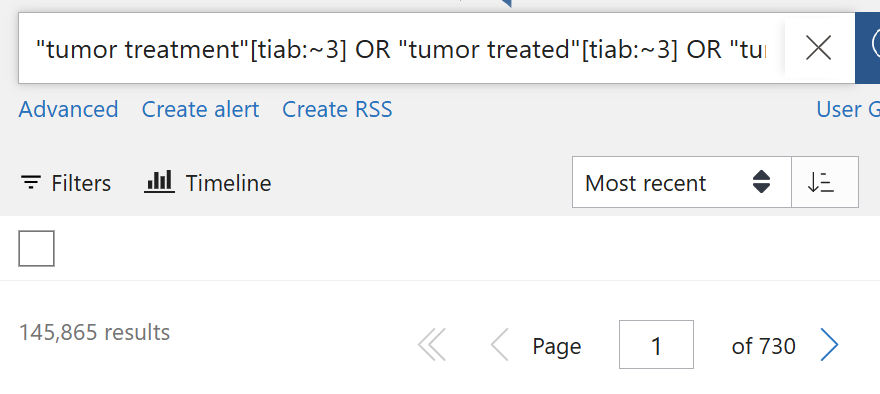 "tumor treatment"[tiab:~3] OR "tumor treated"[tiab:~3] OR
Advanced Create alert Create RSS User
Filters Timeline Most recent
145,865 results Page 1 of 730